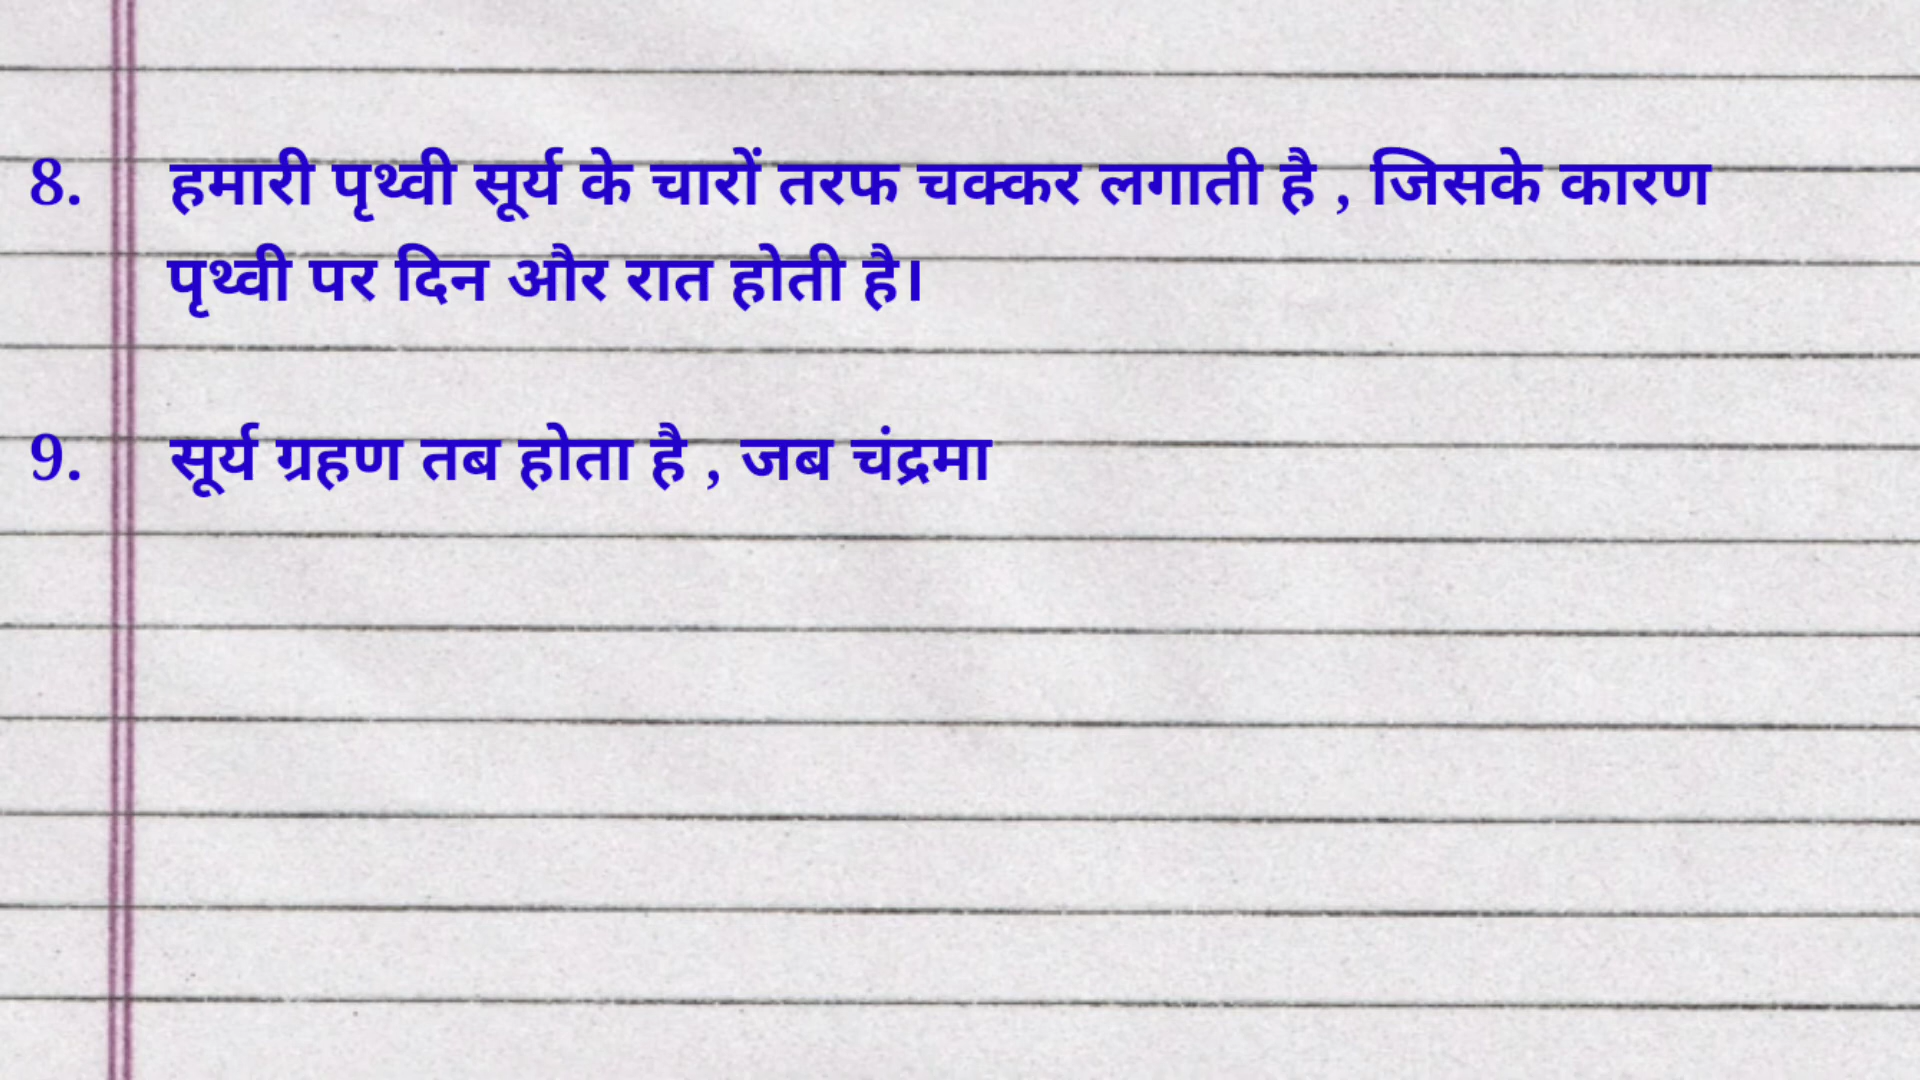 8. हमारी पृथ्वी सूर्य के चारों तरफ चक्कर लगाती है , जिसके कारण
पृथ्वी पर दिन और रात होती है।
9. सूर्य ग्रहण तब होता है , जब चंद्रमा